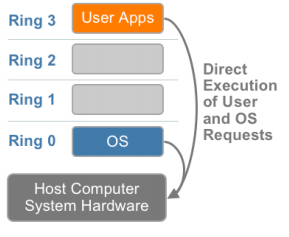 Ring 3
User Apps
Ring 2
Ring 1
Ring 0
OS
Direct
Execution
of User
and OS
Requests
Host Computer
System Hardware